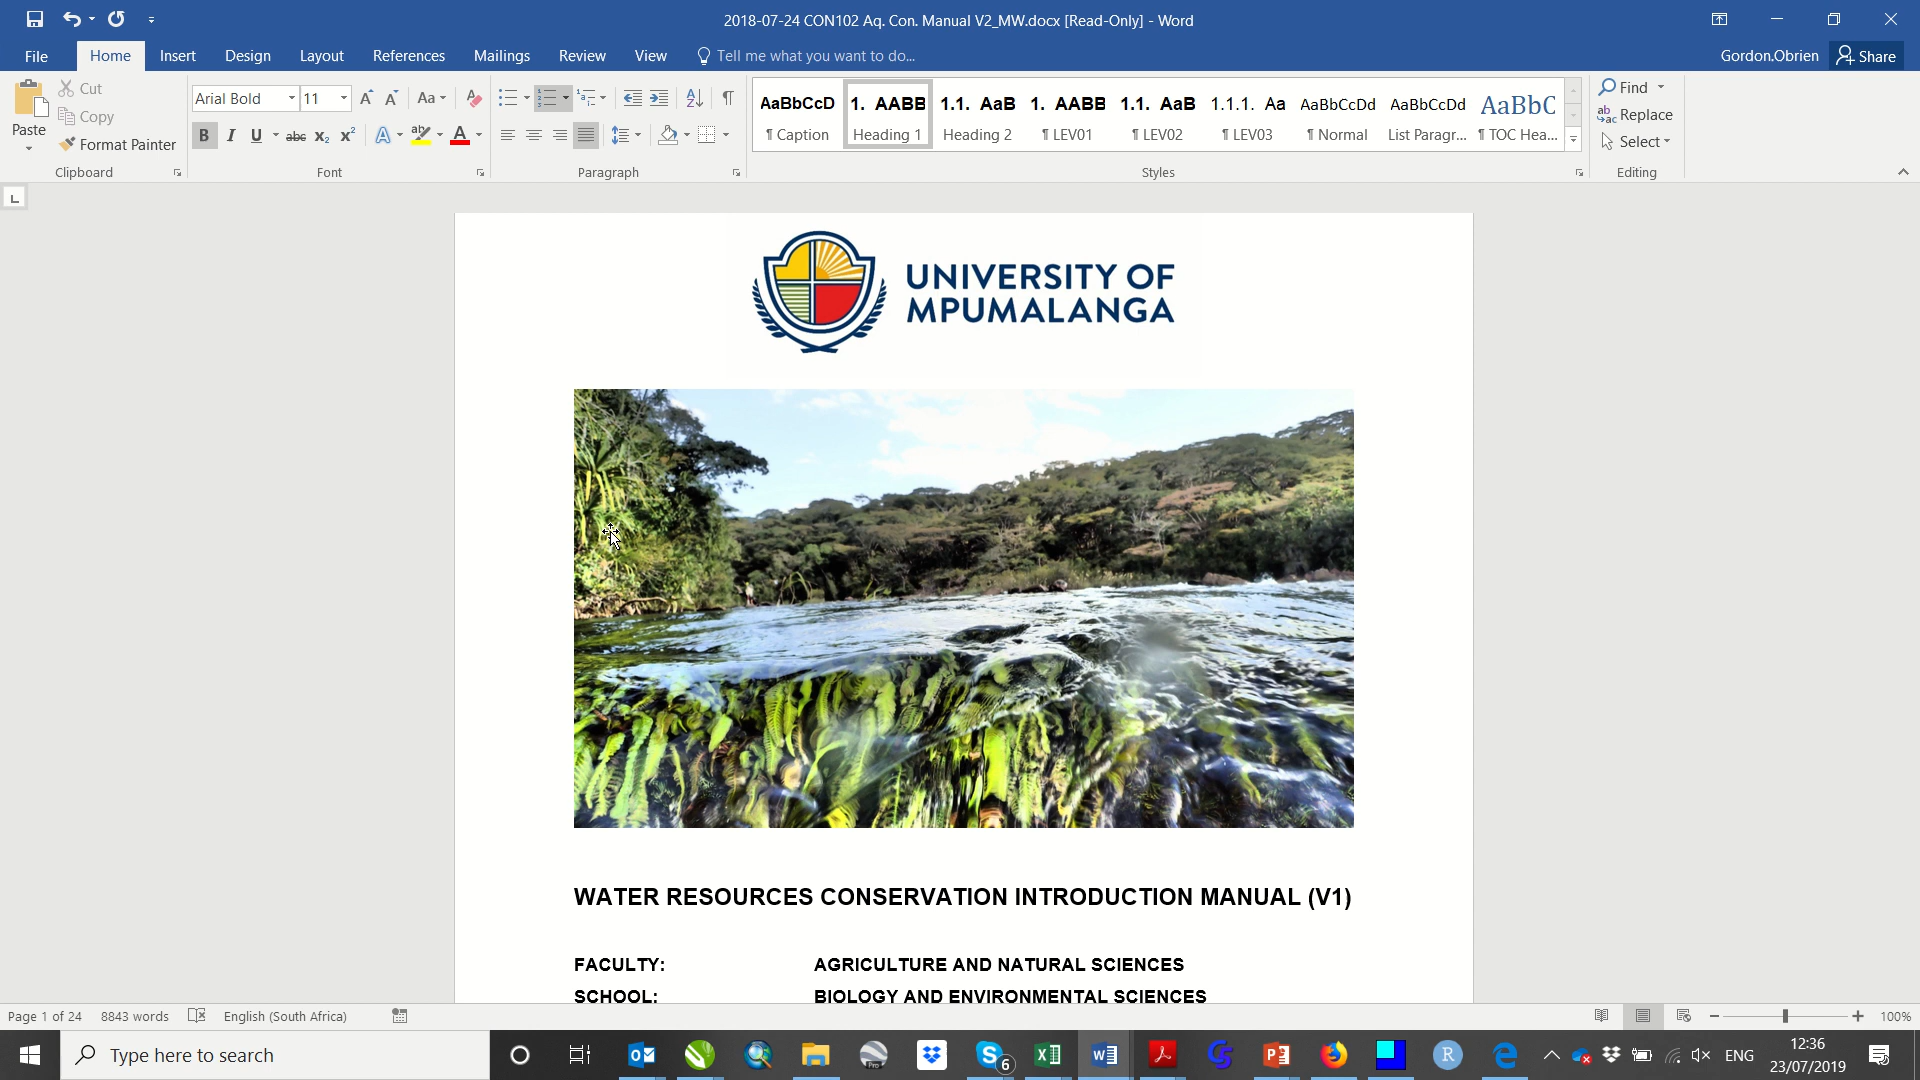 2018-07-24 CON102 Aq. Con. Manual V2_MW.docx [Read-Only] - Word
File Home Insert Design Layout References Mailings Review View Tell me what you want to do... Gordon.Obrien Share
Paste
Cut
Copy
Format Painter
Clipboard
Arial Bold 11
Font
Paragraph
AaBbCcD 1. AABB 1.1. AaB 1. AABB 1.1. AaB 1.1.1. Aa AaBbCcDd AaBbCcDd AaBbC
¶ Caption Heading 1 Heading 2 ¶ LEV01 ¶ LEV02 ¶ LEV03 ¶ Normal List Paragr... ¶ TOC Hea...
Styles
Find
Replace
Select
Editing
UNIVERSITY OF
MPUMALANGA
WATER RESOURCES CONSERVATION INTRODUCTION MANUAL (V1)
FACULTY: AGRICULTURE AND NATURAL SCIENCES
SCHOOL: BIOLOGY AND ENVIRONMENTAL SCIENCES
Page 1 of 24 8843 words English (South Africa) 100%
Type here to search
6
ENG
12:36
23/07/2019